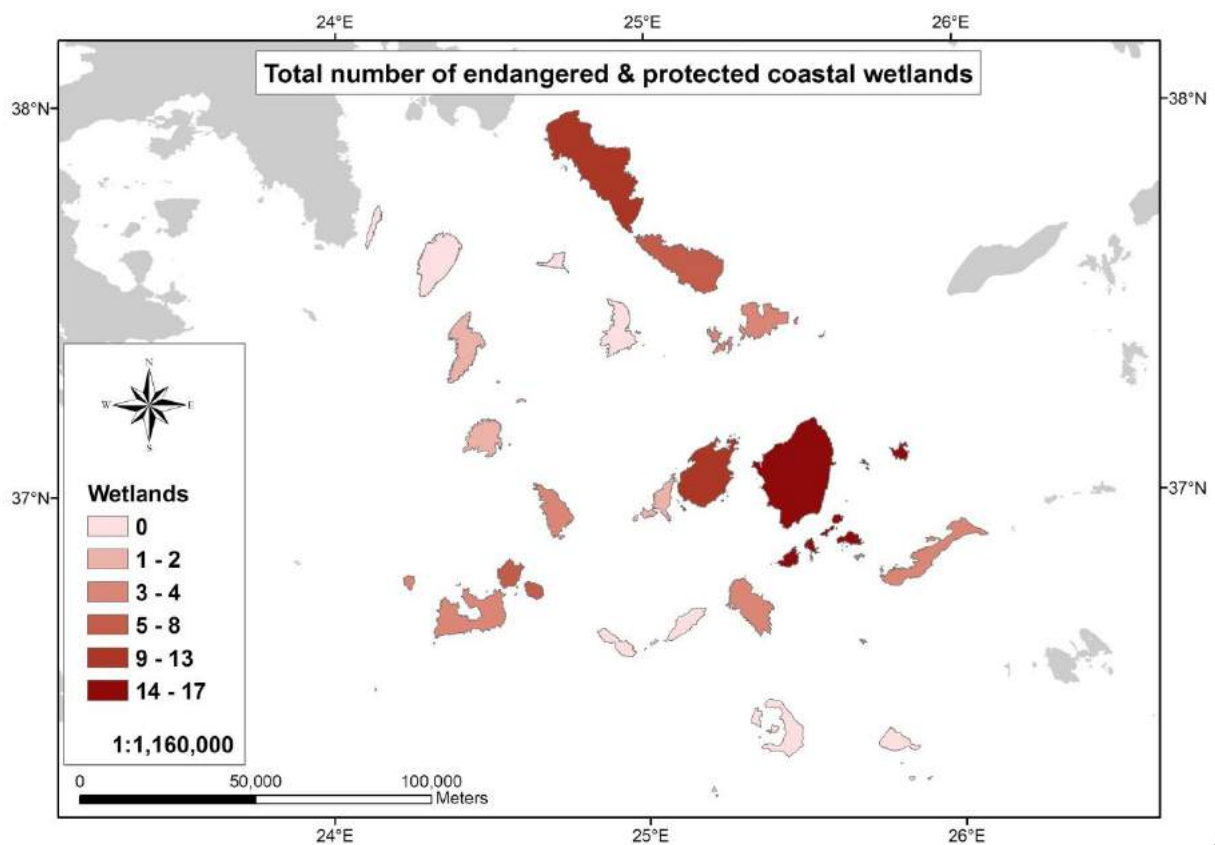 24°E 25°E 26°E
Total number of endangered & protected coastal wetlands
38°N 38°N
N
W E
S
37°N 37°N
Wetlands
0
1 - 2
3 - 4
5 - 8
9 - 13
14 - 17
1:1,160,000
0 50,000 100,000
Meters
24°E 25°E 26°E